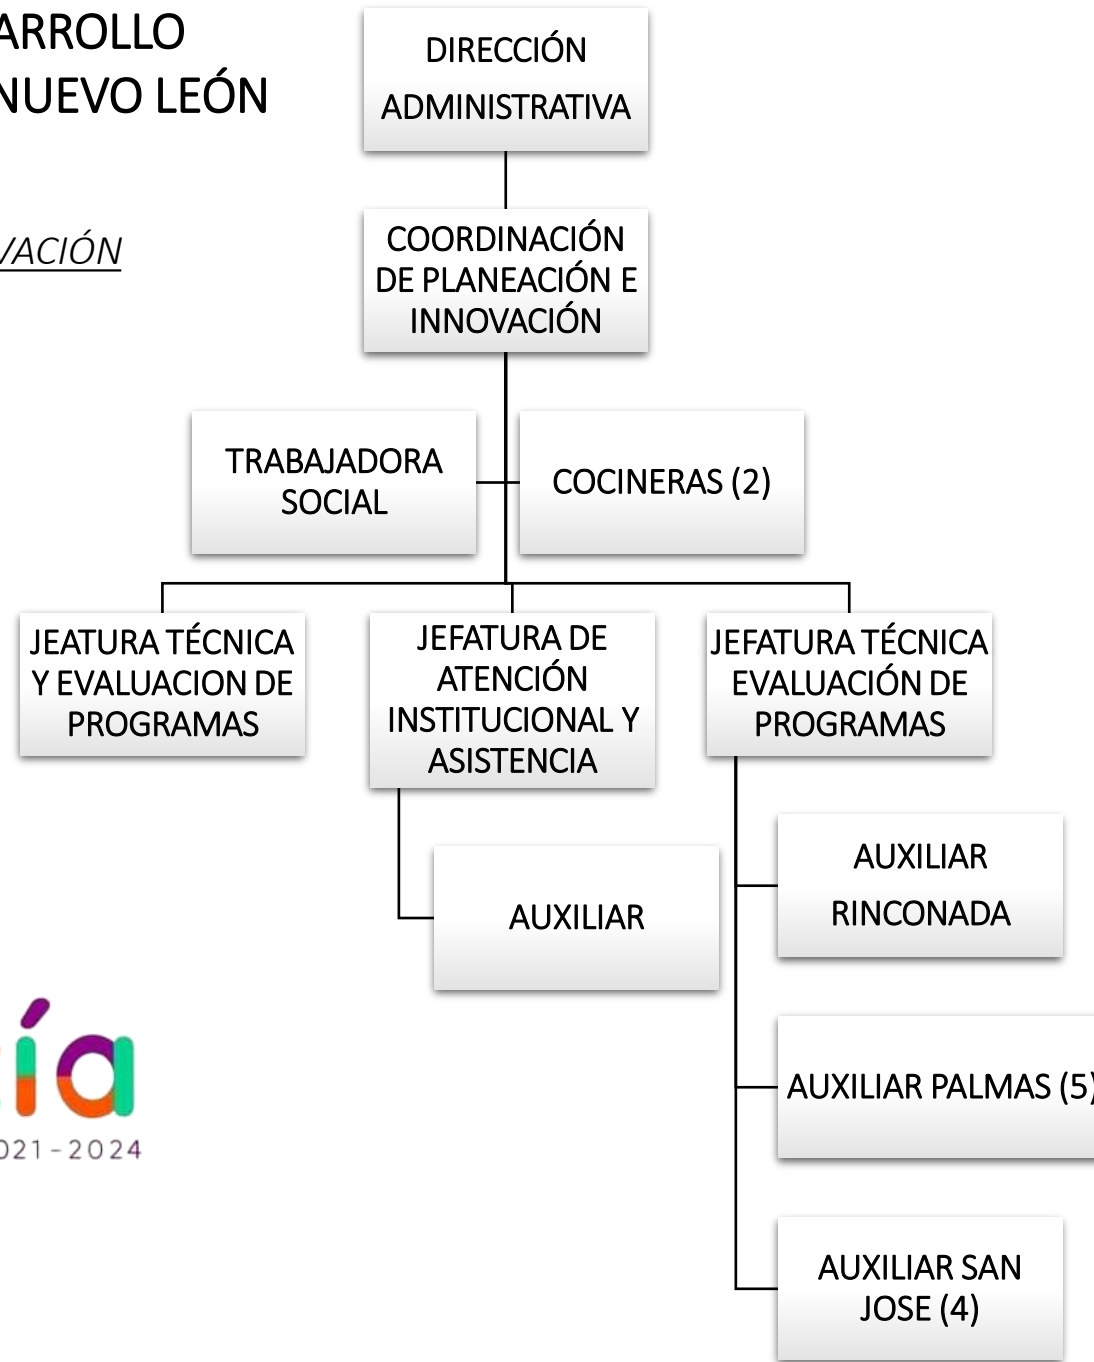 ARROLLO
NUEVO LEÓN
VACIÓN
DIRECCIÓN
ADMINISTRATIVA
COORDINACIÓN
DE PLANEACIÓN E
INNOVACIÓN
TRABAJADORA
SOCIAL
COCINERAS (2)
JEATURA TÉCNICA
Y EVALUACION DE
PROGRAMAS
JEFATURA DE
ATENCIÓN
INSTITUCIONAL Y
ASISTENCIA
JEFATURA TÉCNICA
EVALUACIÓN DE
PROGRAMAS
AUXILIAR
AUXILIAR
RINCONADA
AUXILIAR PALMAS (5)
AUXILIAR SAN
JOSE (4)
ía
021-2024